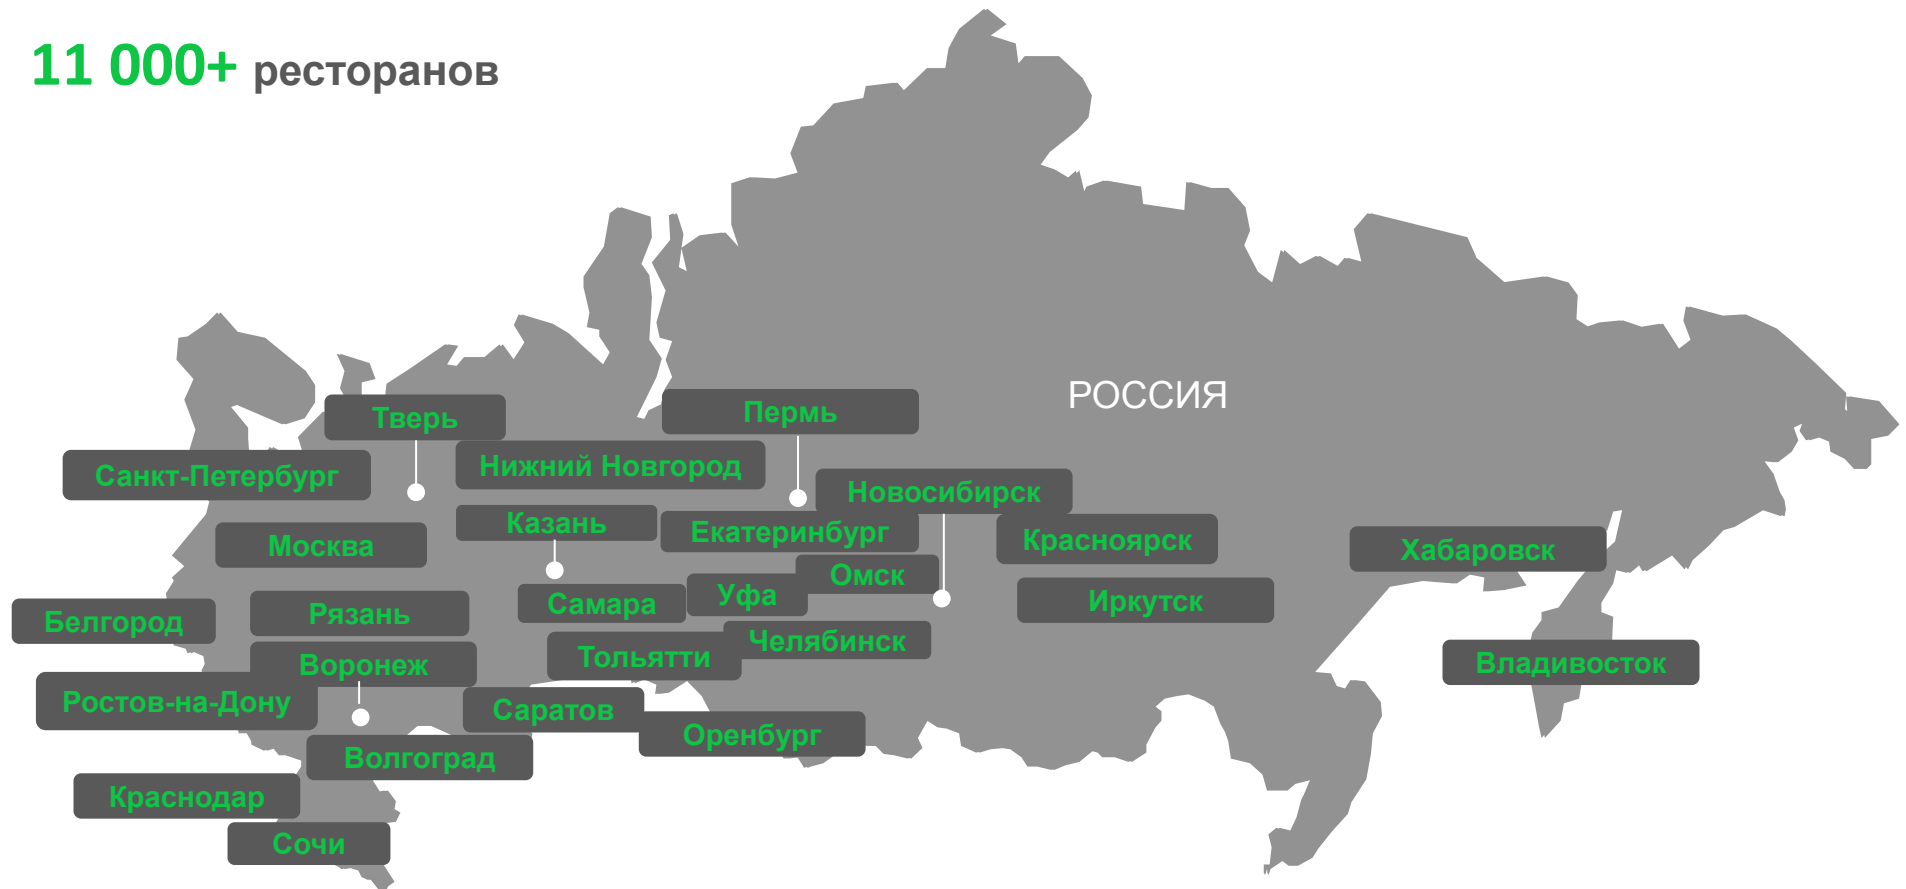 11 000+ ресторанов
РОССИЯ
Тверь
Пермь
Санкт-Петербург
Нижний Новгород
Новосибирск
Казань
Екатеринбург
Красноярск
Хабаровск
Москва
Омск
Уфа
Самара
Иркутск
Белгород
Рязань
Челябинск
Тольятти
Воронеж
Владивосток
Ростов-на-Дону
Саратов
Оренбург
Волгоград
Краснодар
Сочи